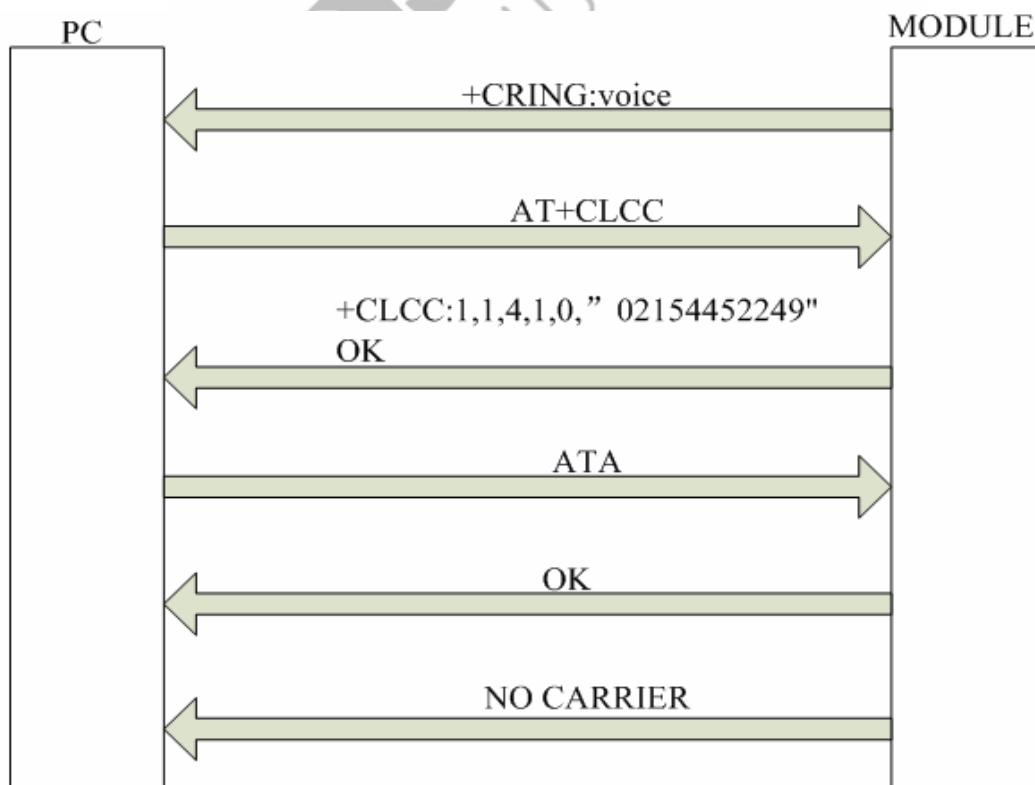 PC
MODULE
+CRING:voice
AT+CLCC
+CLCC:1,1,4,1,0,” 02154452249"
OK
ATA
OK
NO CARRIER